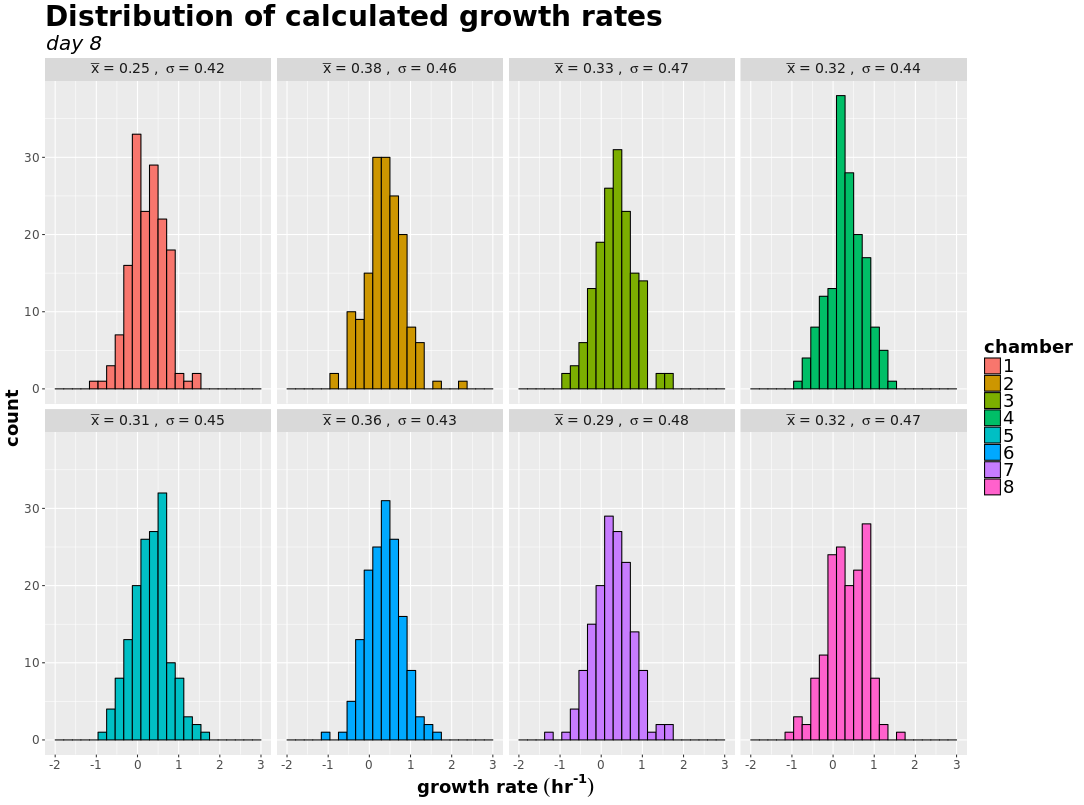 Distribution of calculated growth rates
day 8
x̅ = 0.25 , σ = 0.42
x̅ = 0.38 , σ = 0.46
x̅ = 0.33 , σ = 0.47
x̅ = 0.32 , σ = 0.44
30
20
10
0
x̅ = 0.31 , σ = 0.45
x̅ = 0.36 , σ = 0.43
x̅ = 0.29 , σ = 0.48
x̅ = 0.32 , σ = 0.47
30
20
10
0
-2 -1 0 1 2 3
-2 -1 0 1 2 3
-2 -1 0 1 2 3
-2 -1 0 1 2 3
count
growth rate (hr⁻¹)
chamber
1
2
3
4
5
6
7
8